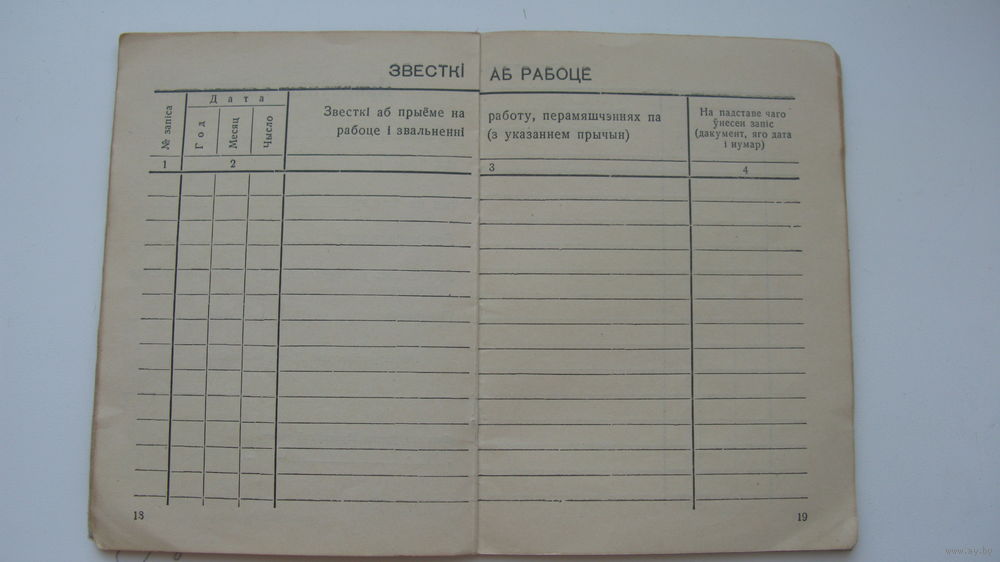 ЗВЕСТКІ АБ РАБОЦЕ
№ запіса
Дата
Год
Месяц
Чысло
Звесткі аб прыёме на работу, перамяшчэннях па
рабоце і звальненні (з указаннем прычын)
На падставе чаго
ўнесен запіс
(дакумент, яго дата
і нумар)
1 2 3 4
18 19
www.ay.by